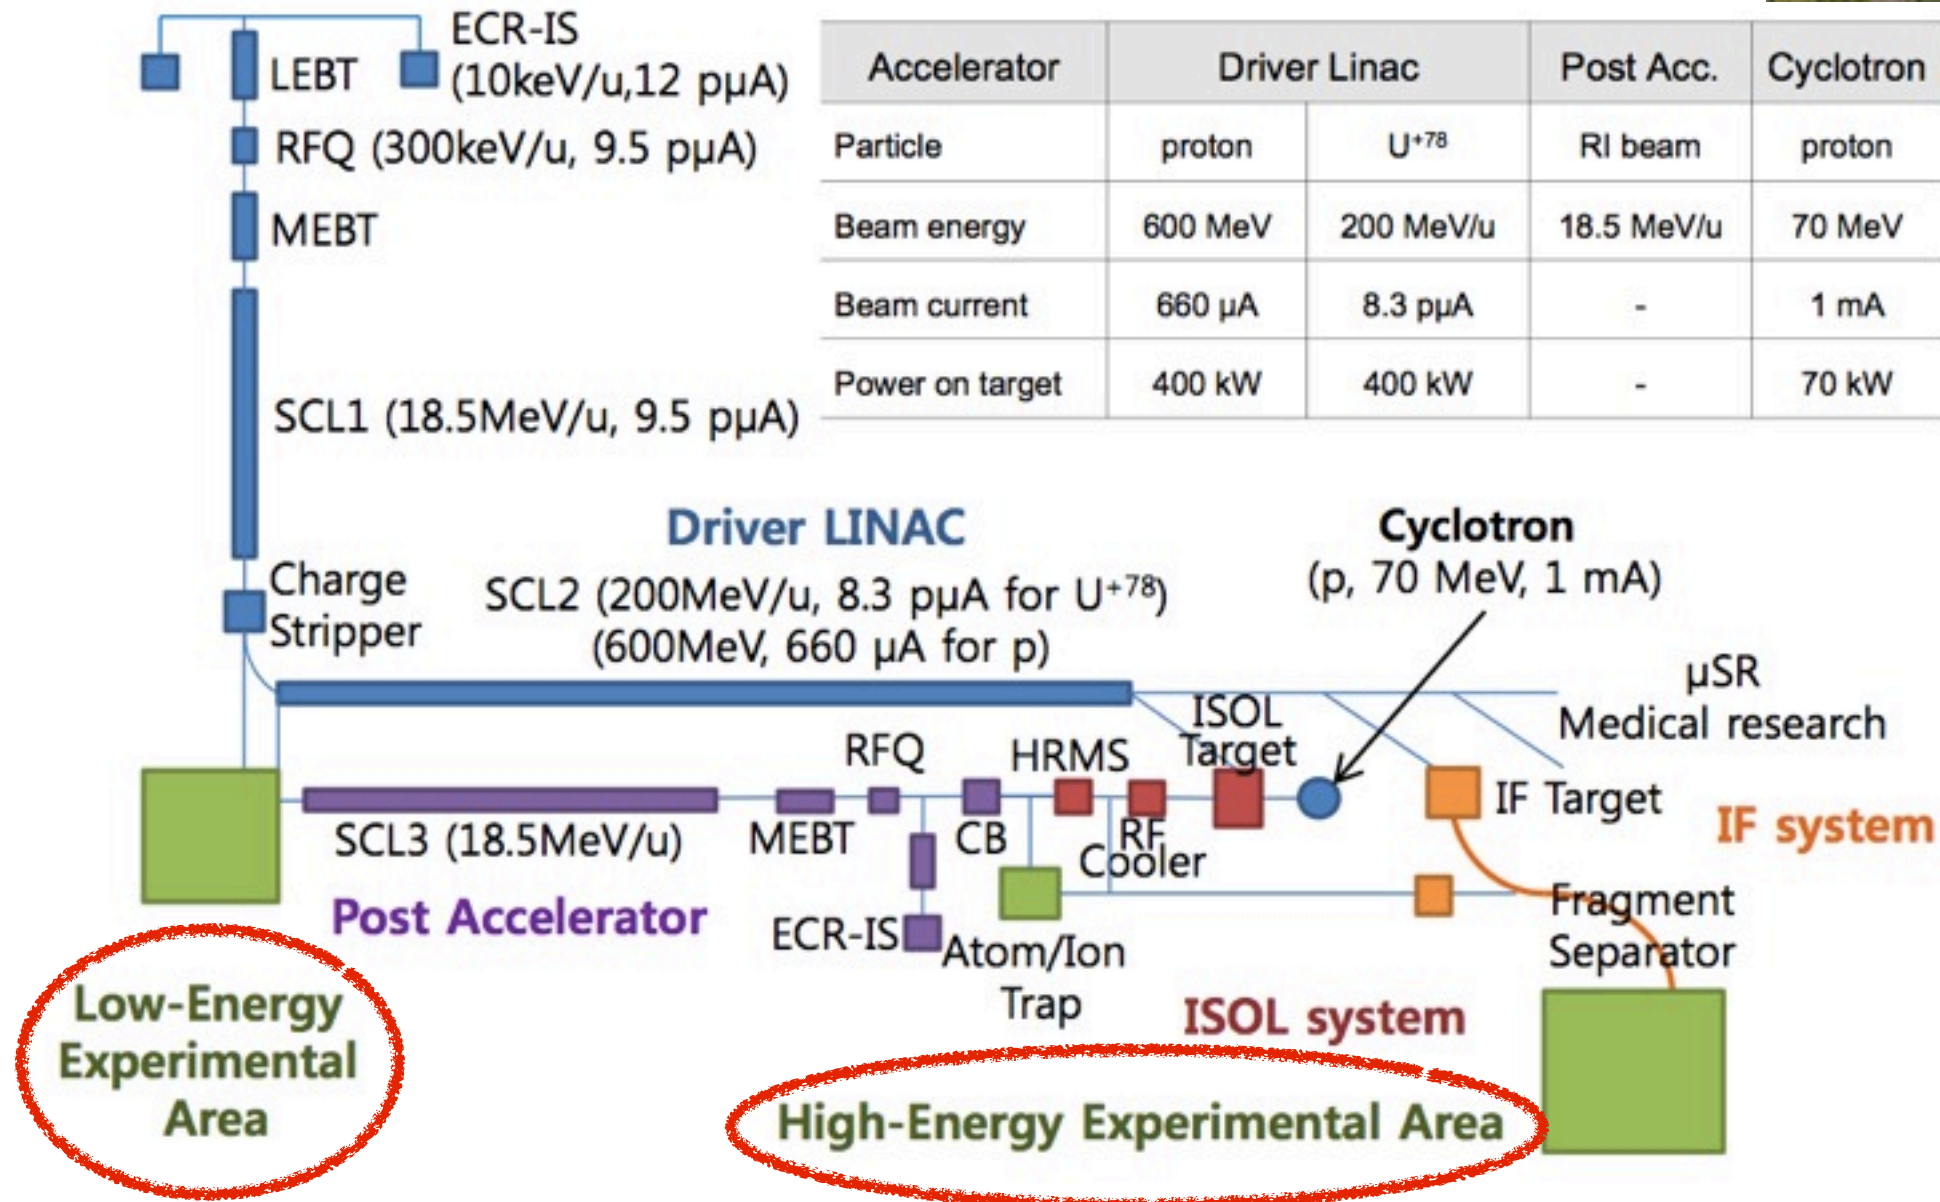 ECR-IS
LEBT
(10keV/u,12 pμA)
RFQ (300keV/u, 9.5 pμA)
MEBT
SCL1 (18.5MeV/u, 9.5 pμA)
Charge
Stripper
Accelerator Driver Linac Post Acc. Cyclotron
Particle proton U+78 RI beam proton
Beam energy 600 MeV 200 MeV/u 18.5 MeV/u 70 MeV
Beam current 660 μA 8.3 pμA - 1 mA
Power on target 400 kW 400 kW - 70 kW
Driver LINAC
SCL2 (200MeV/u, 8.3 pμA for U+78)
(600MeV, 660 μA for p)
Cyclotron
(p, 70 MeV, 1 mA)
μSR
Medical research
ISOL
Target
RFQ
HRMS
IF Target
IF system
SCL3 (18.5MeV/u)
MEBT
CB
RF
Cooler
Post Accelerator
ECR-IS
Atom/Ion
Trap
Fragment
Separator
ISOL system
Low-Energy
Experimental
Area
High-Energy Experimental Area